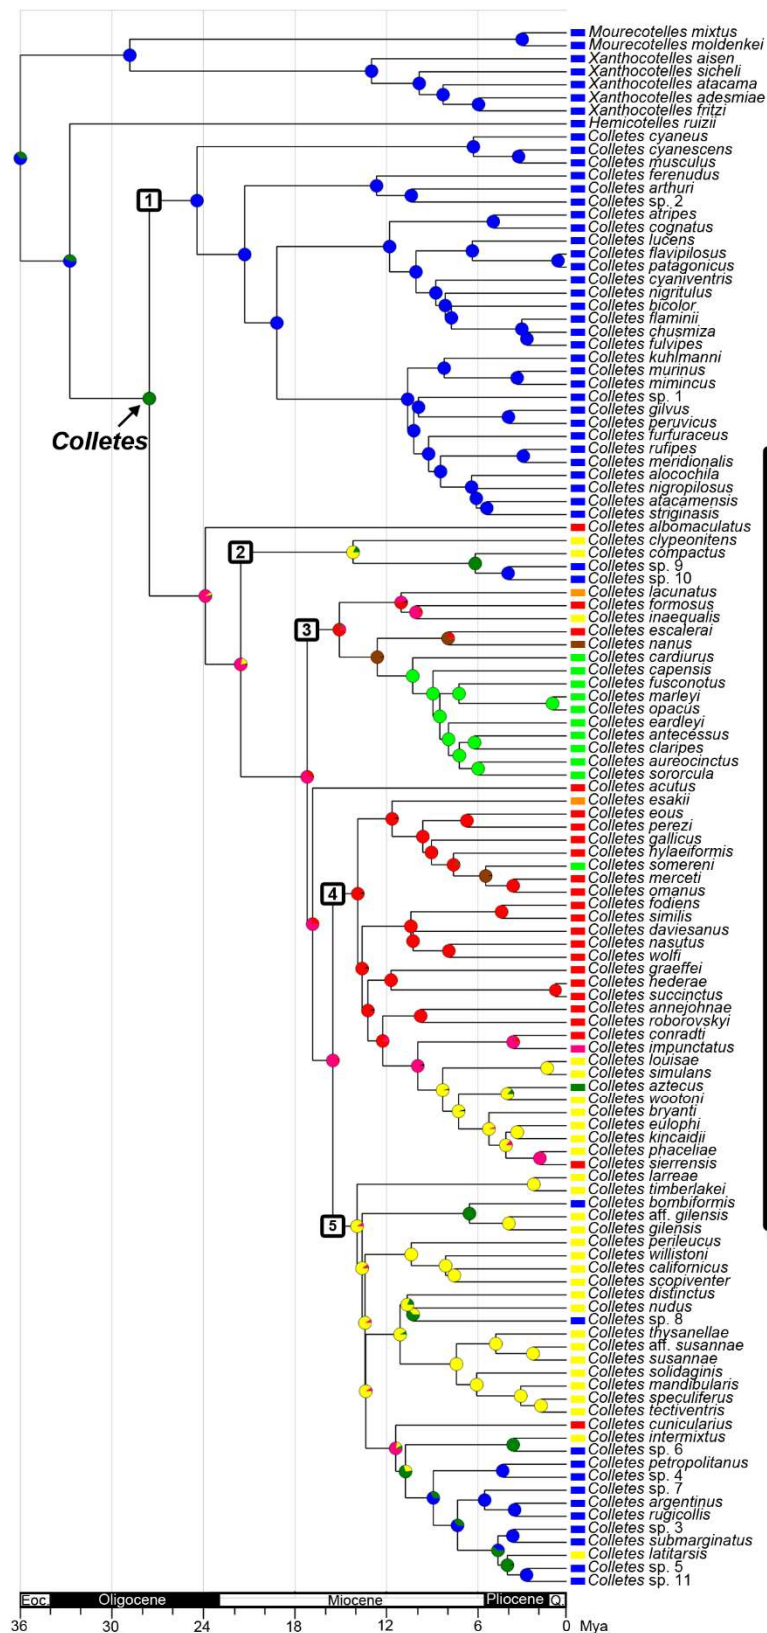 Mourecotelles mixtus
Mourecotelles moldenkei
Xanthocotelles aisen
Xanthocotelles sicheli
Xanthocotelles atacama
Xanthocotelles adesmiae
Xanthocotelles fritzi
Hemicotelles ruizii
Colletes cyaneus
Colletes cyanescens
Colletes musculus
Colletes ferenudus
1
Colletes arthuri
Colletes sp. 2
Colletes atripes
Colletes cognatus
Colletes lucens
Colletes flavipilosus
Colletes patagonicus
Colletes cyaniventris
Colletes nigritulus
Colletes bicolor
Colletes flaminii
Colletes chusmiza
Colletes fulvipes
Colletes kuhlmanni
Colletes murinus
Colletes mimincus
Colletes sp. 1
Colletes gilvus
Colletes peruvicus
Colletes furfuraceus
Colletes
Colletes rufipes
Colletes meridionalis
Colletes alocochila
Colletes nigropilosus
Colletes atacamensis
Colletes striginasis
Colletes albomaculatus
Colletes clypeonitens
2
Colletes compactus
Colletes sp. 9
Colletes sp. 10
Colletes lacunatus
Colletes formosus
Colletes inaequalis
3
Colletes escalerai
Colletes nanus
Colletes cardiurus
Colletes capensis
Colletes fusconotus
Colletes marleyi
Colletes opacus
Colletes eardleyi
Colletes antecessus
Colletes claripes
Colletes aureocinctus
Colletes sororcula
Colletes acutus
Colletes esakii
Colletes eous
Colletes perezi
Colletes gallicus
Colletes hylaeiformis
Colletes somereni
Colletes merceti
4
Colletes omanus
Colletes fodiens
Colletes similis
Colletes daviesanus
Colletes nasutus
Colletes wolfi
Colletes graeffei
Colletes hederae
Colletes succinctus
Colletes annejohnae
Colletes roborovskyi
Colletes conradti
Colletes impunctatus
Colletes louisae
Colletes simulans
Colletes aztecus
Colletes wootoni
Colletes bryanti
Colletes eulophi
Colletes kincaidii
Colletes phaceliae
Colletes sierrensis
Colletes larreae
Colletes timberlakei
Colletes bombiformis
Colletes aff. gilensis
5
Colletes gilensis
Colletes perileucus
Colletes willistoni
Colletes californicus
Colletes scopiventer
Colletes distinctus
Colletes nudus
Colletes sp. 8
Colletes thysanellae
Colletes aff. susannae
Colletes susannae
Colletes solidaginis
Colletes mandibularis
Colletes speculiferus
Colletes tectiventris
Colletes cunicularius
Colletes intermixtus
Colletes sp. 6
Colletes petropolitanus
Colletes sp. 4
Colletes sp. 7
Colletes argentinus
Colletes rugicollis
Colletes sp. 3
Colletes submarginatus
Colletes latitarsis
Colletes sp. 5
Colletes sp. 11
Eoc. Oligocene Miocene Pliocene Q.
36 30 24 18 12 6 0 Mya